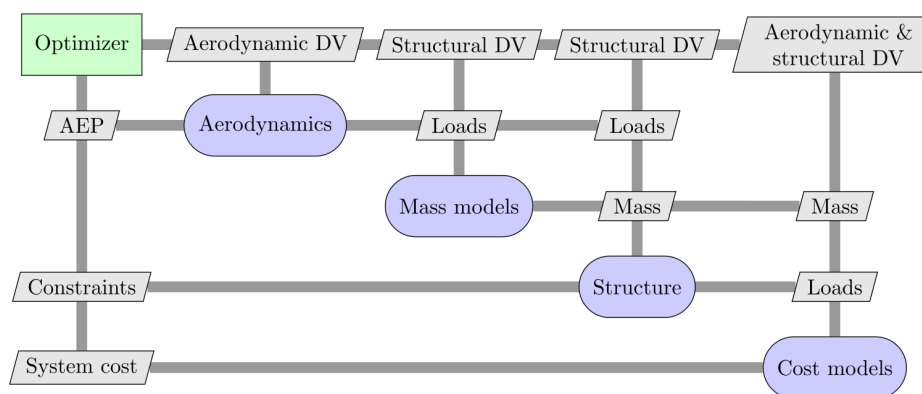 Optimizer
Aerodynamic DV
Structural DV
Structural DV
Aerodynamic &
structural DV
AEP
Aerodynamics
Loads
Loads
Mass models
Mass
Mass
Constraints
Structure
Loads
System cost
Cost models